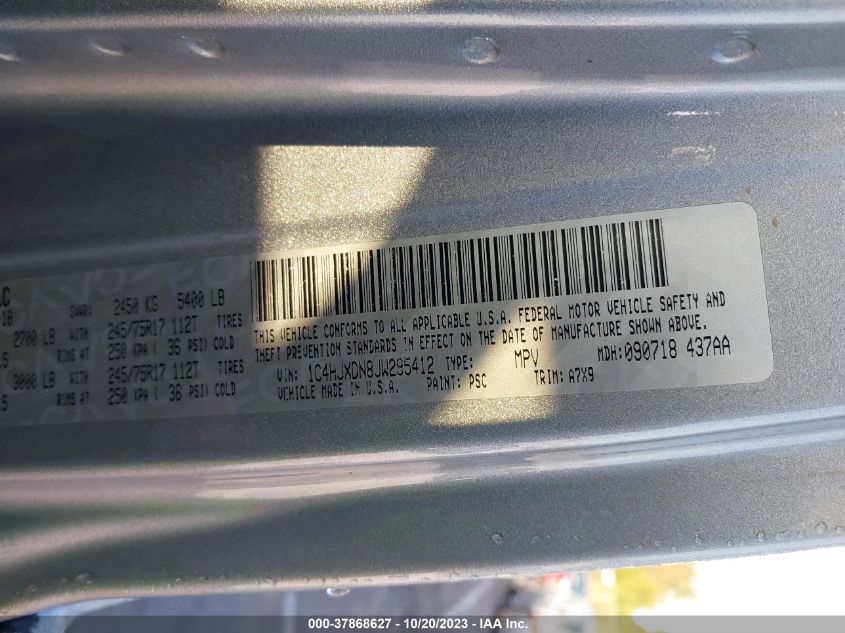 GVWR: 2450 KG 5400 LB
2700 LB WITH 245/75R17 112T TIRES
RIMS AT 250 KPA ( 36 PSI) COLD
3000 LB WITH 245/75R17 112T TIRES
RIMS AT 250 KPA ( 36 PSI) COLD
THIS VEHICLE CONFORMS TO ALL APPLICABLE U.S.A. FEDERAL MOTOR VEHICLE SAFETY AND
THEFT PREVENTION STANDARDS IN EFFECT ON THE DATE OF MANUFACTURE SHOWN ABOVE.
VIN: 1C4HJXDN8JW295412 TYPE: MPV MDH:090718 437AA
VEHICLE MADE IN U.S.A. PAINT: PSC TRIM: A7X9
000-37868627 - 10/20/2023 - IAA Inc.